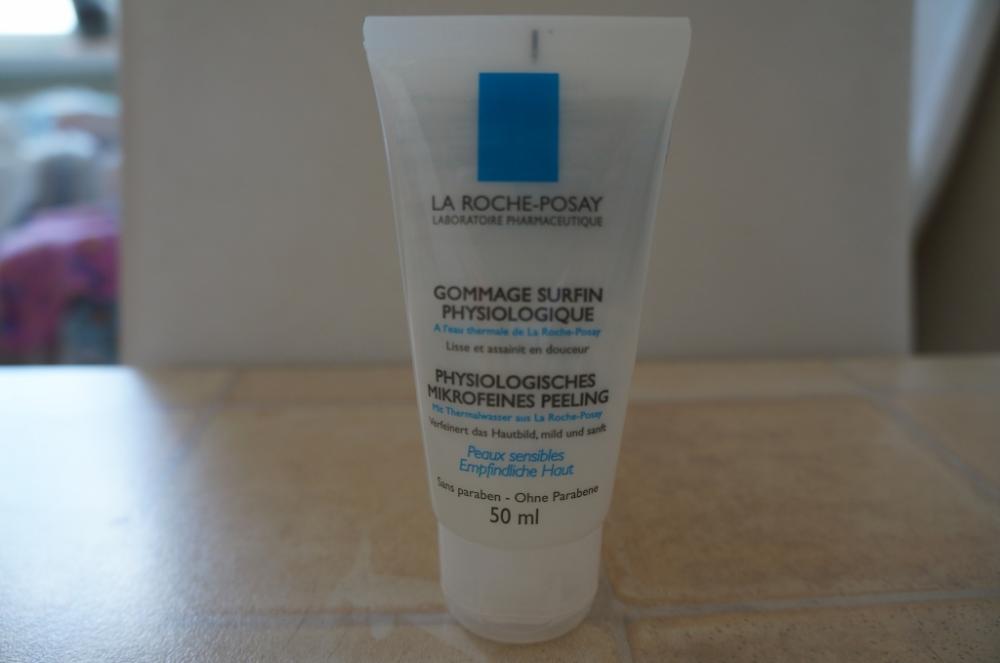 LA ROCHE-POSAY
LABORATOIRE PHARMACEUTIQUE
GOMMAGE SURFIN
PHYSIOLOGIQUE
A l'eau thermale de La Roche-Posay
Lisse et assainit en douceur
PHYSIOLOGISCHES
MIKROFEINES PEELING
Mit Thermalwasser aus La Roche-Posay
Verfeinert das Hautbild, mild und sanft
Peaux sensibles
Empfindliche Haut
Sans paraben - Ohne Parabene
50 ml